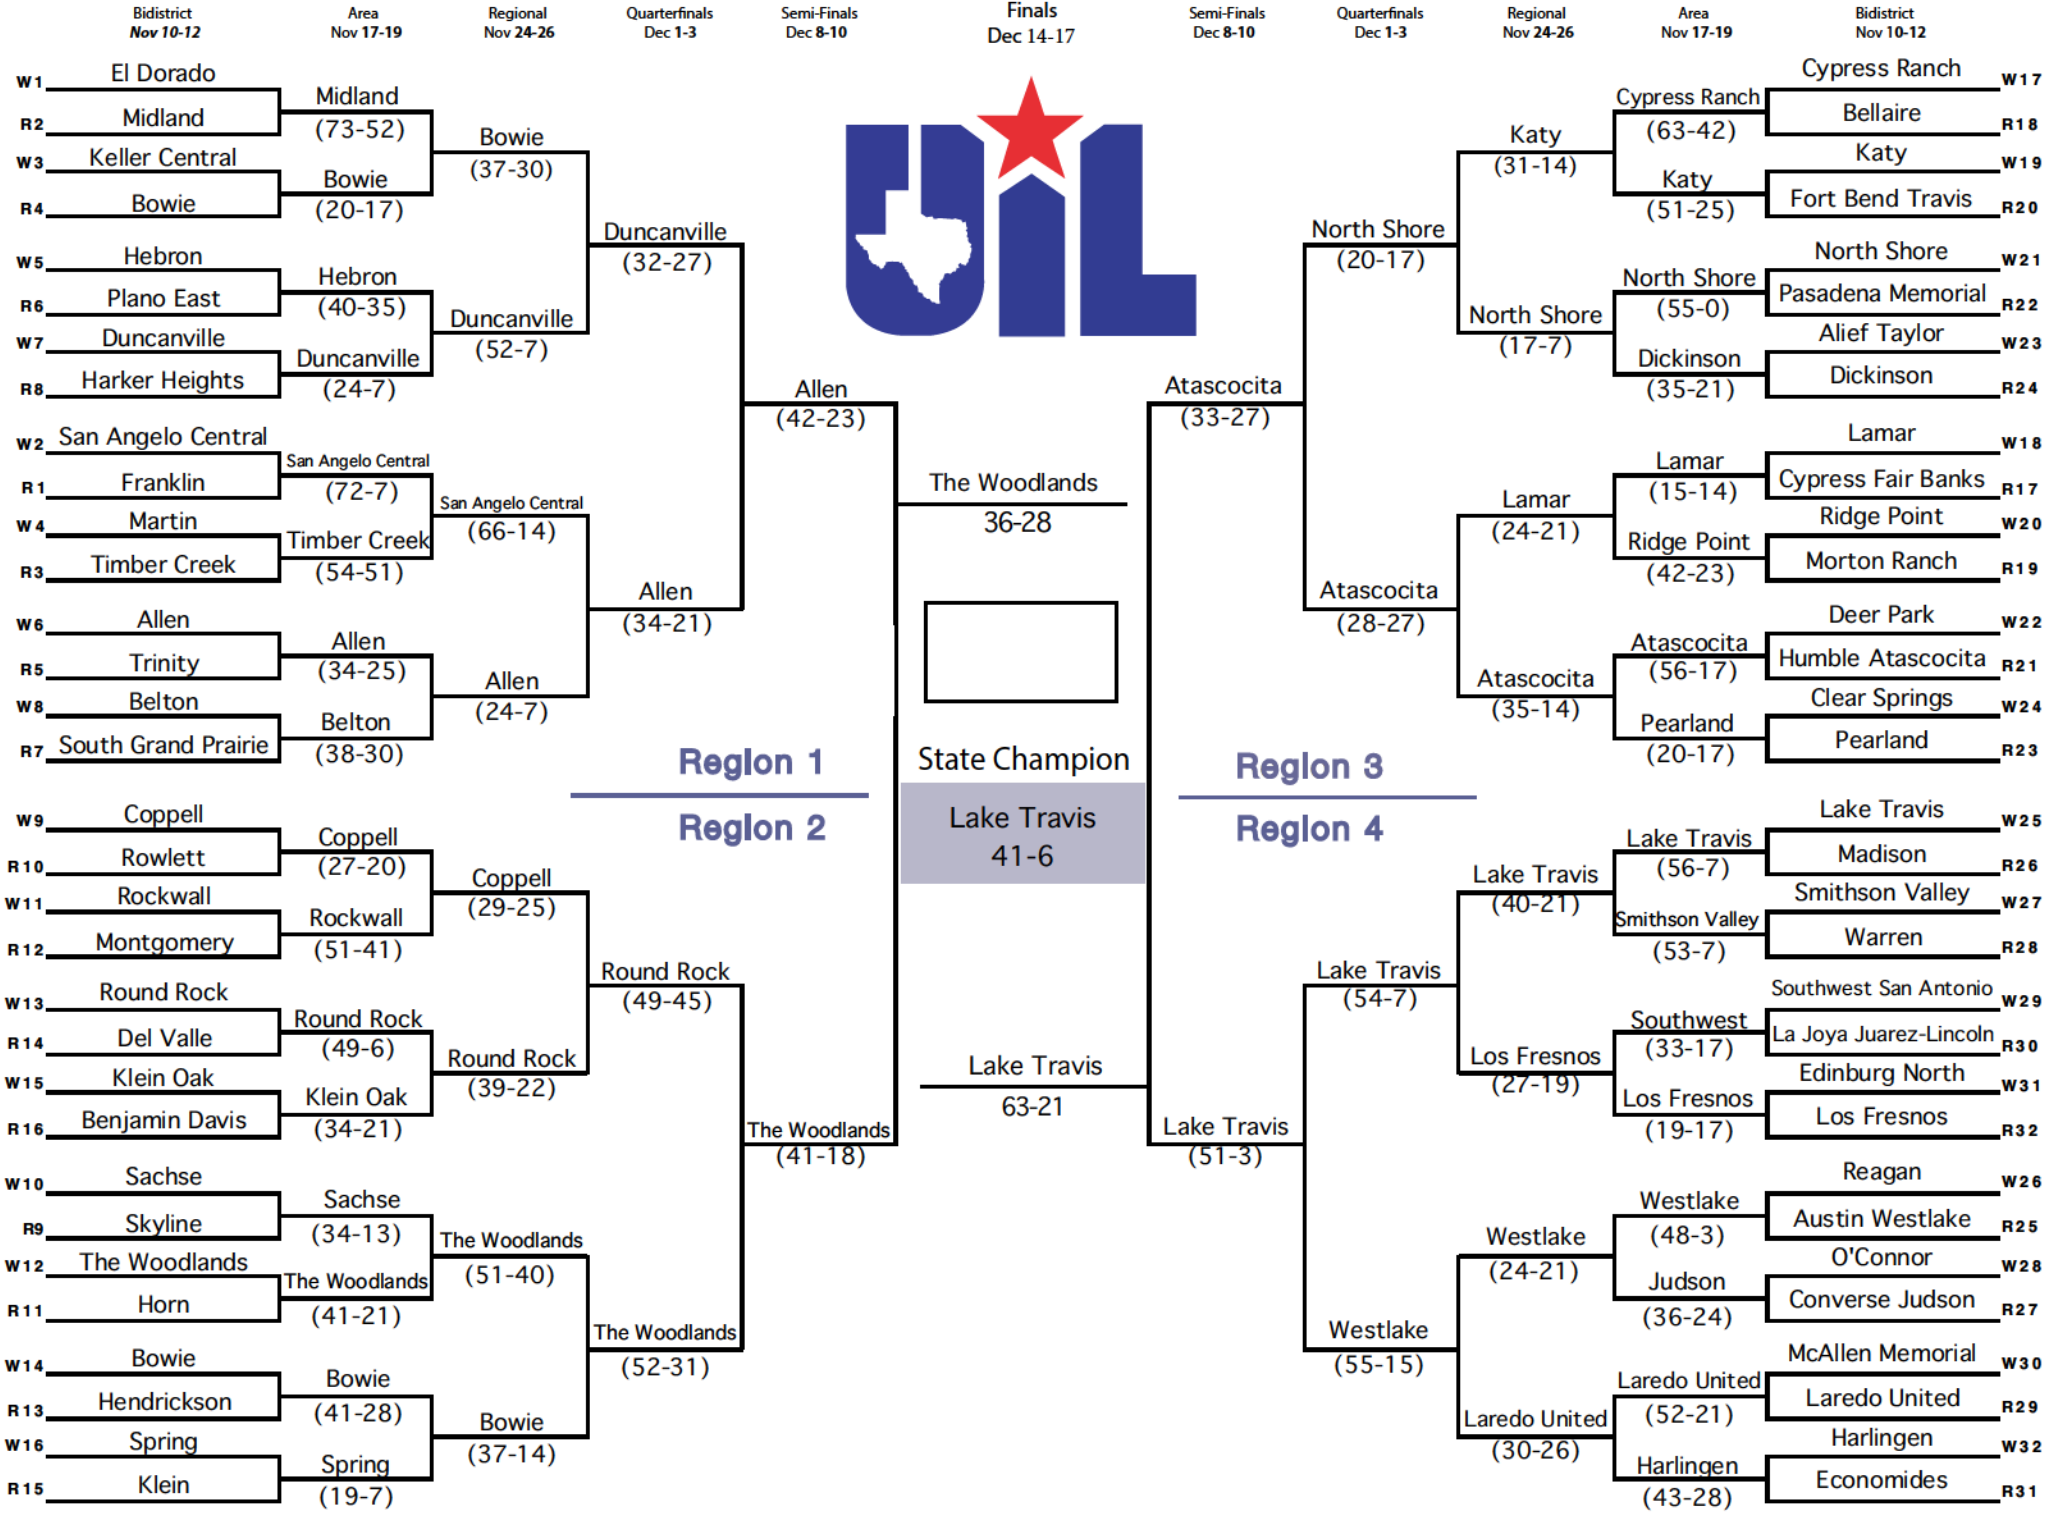 Bidistrict
Nov 10-12
Area
Nov 17-19
Regional
Nov 24-26
Quarterfinals
Dec 1-3
Semi-Finals
Dec 8-10
Finals
Dec 14-17
Semi-Finals
Dec 8-10
Quarterfinals
Dec 1-3
Regional
Nov 24-26
Area
Nov 17-19
Bidistrict
Nov 10-12
W1 El Dorado
R2 Midland
W3 Keller Central
R4 Bowie
W5 Hebron
R6 Plano East
W7 Duncanville
R8 Harker Heights
W2 San Angelo Central
R1 Franklin
W4 Martin
R3 Timber Creek
W6 Allen
R5 Trinity
W8 Belton
R7 South Grand Prairie
W9 Coppell
R10 Rowlett
W11 Rockwall
R12 Montgomery
W13 Round Rock
R14 Del Valle
W15 Klein Oak
R16 Benjamin Davis
W10 Sachse
R9 Skyline
W12 The Woodlands
R11 Horn
W14 Bowie
R13 Hendrickson
W16 Spring
R15 Klein
Midland
(73-52)
Bowie
(20-17)
Hebron
(40-35)
Duncanville
(24-7)
San Angelo Central
(72-7)
Timber Creek
(54-51)
Allen
(34-25)
Belton
(38-30)
Coppell
(27-20)
Rockwall
(51-41)
Round Rock
(49-6)
Klein Oak
(34-21)
Sachse
(34-13)
The Woodlands
(41-21)
Bowie
(41-28)
Spring
(19-7)
Bowie
(37-30)
Duncanville
(52-7)
San Angelo Central
(66-14)
Allen
(24-7)
Coppell
(29-25)
Round Rock
(39-22)
The Woodlands
(51-40)
Bowie
(37-14)
Duncanville
(32-27)
Allen
(34-21)
Round Rock
(49-45)
The Woodlands
(52-31)
Allen
(42-23)
The Woodlands
(41-18)
Region 1
Region 2
UIL
The Woodlands
36-28
State Champion
Lake Travis
41-6
Lake Travis
63-21
Region 3
Region 4
Atascocita
(33-27)
Lake Travis
(51-3)
North Shore
(20-17)
Atascocita
(28-27)
Lake Travis
(54-7)
Westlake
(55-15)
Katy
(31-14)
North Shore
(17-7)
Lamar
(24-21)
Atascocita
(35-14)
Lake Travis
(40-21)
Los Fresnos
(27-19)
Westlake
(24-21)
Laredo United
(30-26)
Cypress Ranch
(63-42)
Katy
(51-25)
North Shore
(55-0)
Dickinson
(35-21)
Lamar
(15-14)
Ridge Point
(42-23)
Atascocita
(56-17)
Pearland
(20-17)
Lake Travis
(56-7)
Smithson Valley
(53-7)
Southwest
(33-17)
Los Fresnos
(19-17)
Westlake
(48-3)
Judson
(36-24)
Laredo United
(52-21)
Harlingen
(43-28)
Cypress Ranch W17
Bellaire R18
Katy W19
Fort Bend Travis R20
North Shore W21
Pasadena Memorial R22
Alief Taylor W23
Dickinson R24
Lamar W18
Cypress Fair Banks R17
Ridge Point W20
Morton Ranch R19
Deer Park W22
Humble Atascocita R21
Clear Springs W24
Pearland R23
Lake Travis W25
Madison R26
Smithson Valley W27
Warren R28
Southwest San Antonio W29
La Joya Juarez-Lincoln R30
Edinburg North W31
Los Fresnos R32
Reagan W26
Austin Westlake R25
O'Connor W28
Converse Judson R27
McAllen Memorial W30
Laredo United R29
Harlingen W32
Economides R31